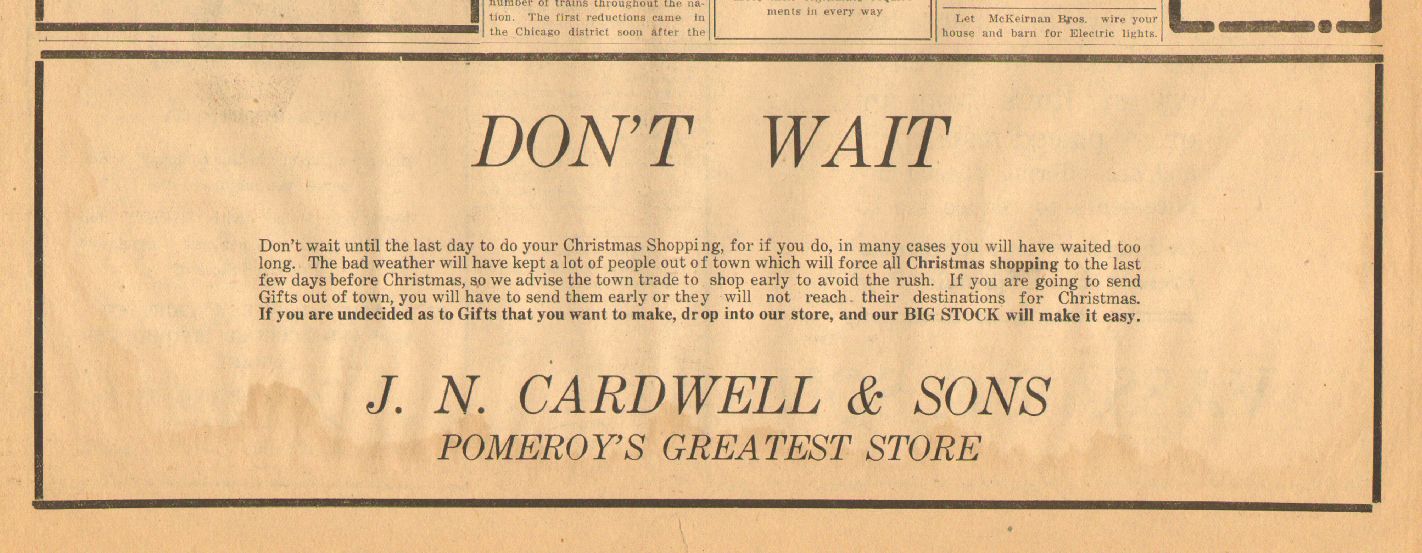 number of trains throughout the na-
tion. The first reductions came in
the Chicago district soon after the
ments in every way
Let McKeirnan Bros. wire your
house and barn for Electric lights.
DON'T WAIT
Don't wait until the last day to do your Christmas Shopping, for if you do, in many cases you will have waited too
long. The bad weather will have kept a lot of people out of town which will force all Christmas shopping to the last
few days before Christmas, so we advise the town trade to shop early to avoid the rush. If you are going to send
Gifts out of town, you will have to send them early or they will not reach their destinations for Christmas.
If you are undecided as to Gifts that you want to make, drop into our store, and our BIG STOCK will make it easy.
J. N. CARDWELL & SONS
POMEROY'S GREATEST STORE